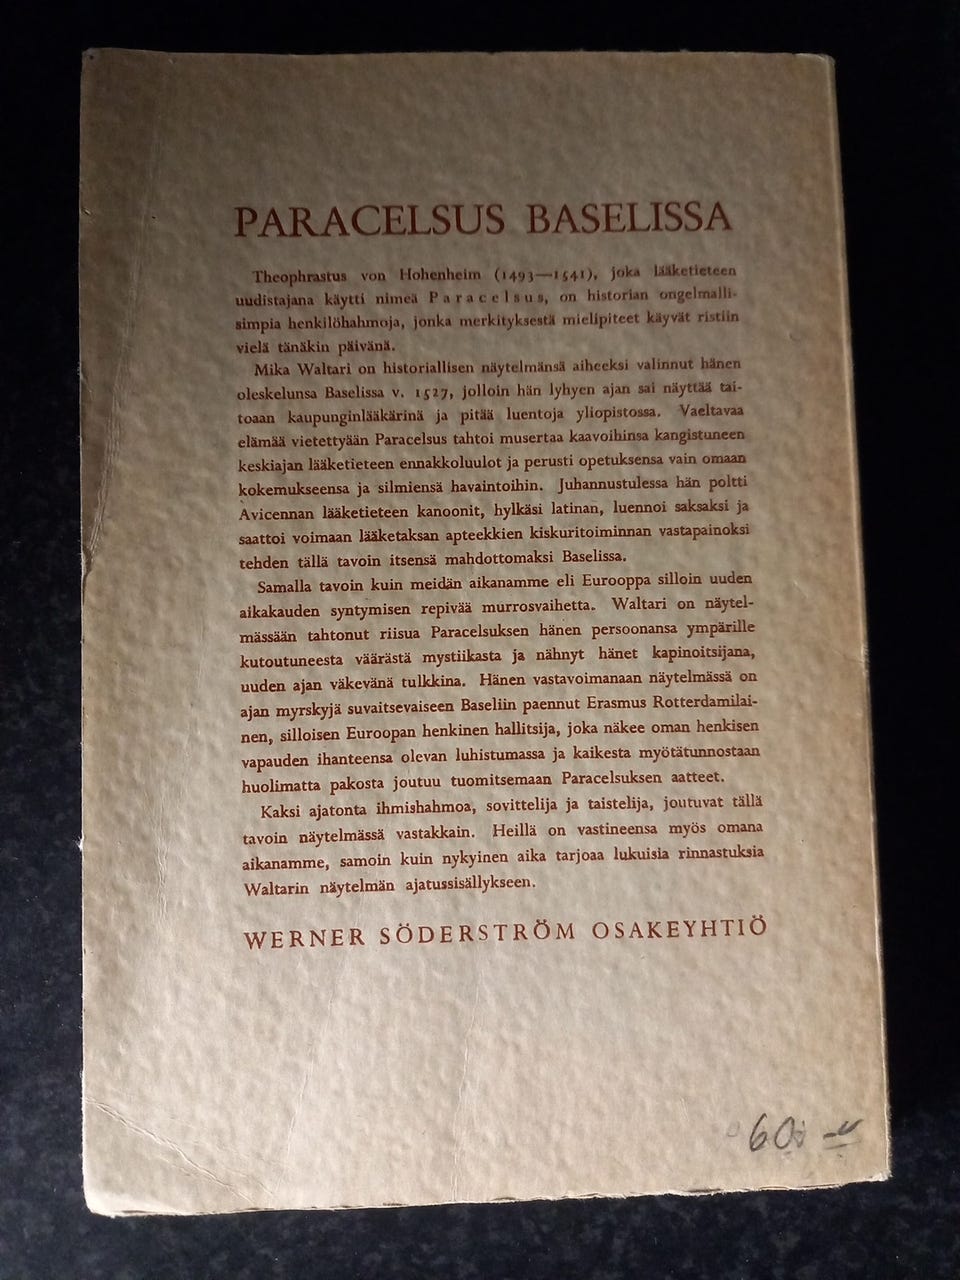 PARACELSUS BASELISSA
Theophrastus von Hohenheim (1493—1541), joka lääketieteen
uudistajana käytti nimeä Paracelsus, on historian ongelmalli-
simpia henkilöhahmoja, jonka merkityksestä mielipiteet käyvät ristiin
vielä tänäkin päivänä.
Mika Waltari on historiallisen näytelmänsä aiheeksi valinnut hänen
oleskelunsa Baselissa v. 1527, jolloin hän lyhyen ajan sai näyttää tai-
toaan kaupunginlääkärinä ja pitää luentoja yliopistossa. Vaeltavaa
elämää vietettyään Paracelsus tahtoi musertaa kaavoihinsa kangistuneen
keskiajan lääketieteen ennakkoluulot ja perusti opetuksensa vain omaan
kokemukseensa ja silmiensä havaintoihin. Juhannustulessa hän poltti
Avicennan lääketieteen kanoonit, hylkäsi latinan, luennoi saksaksi ja
saattoi voimaan lääketaksan apteekkien kiskuritoiminnan vastapainoksi
tehden tällä tavoin itsensä mahdottomaksi Baselissa.
Samalla tavoin kuin meidän aikanamme eli Eurooppa silloin uuden
aikakauden syntymisen repivää murrosvaihetta. Waltari on näytel-
mässään tahtonut riisua Paracelsuksen hänen persoonansa ympärille
kutoutuneesta väärästä mystiikasta ja nähnyt hänet kapinoitsijana,
uuden ajan väkevänä tulkkina. Hänen vastavoimanaan näytelmässä on
ajan myrskyjä suvaitsevaiseen Baseliin paennut Erasmus Rotterdamilai-
nen, silloisen Euroopan henkinen hallitsija, joka näkee oman henkisen
vapauden ihanteensa olevan luhistumassa ja kaikesta myötätunnostaan
huolimatta pakosta joutuu tuomitsemaan Paracelsuksen aatteet.
Kaksi ajatonta ihmishahmoa, sovittelija ja taistelija, joutuvat tällä
tavoin näytelmässä vastakkain. Heillä on vastineensa myös omana
aikanamme, samoin kuin nykyinen aika tarjoaa lukuisia rinnastuksia
Waltarin näytelmän ajatussisällykseen.
WERNER SÖDERSTRÖM OSAKEYHTIÖ
60:-